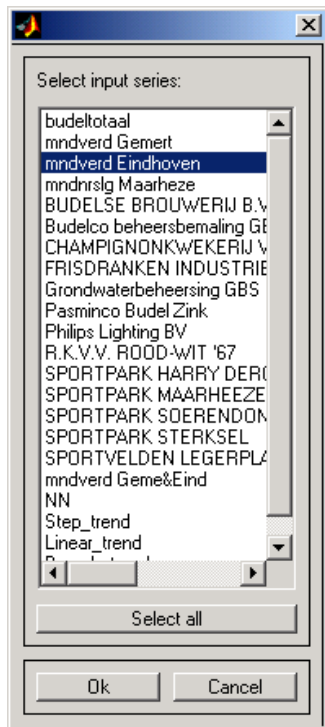 Select input series:
budeltotaal
mndverd Gemert
mndverd Eindhoven
mndnrslg Maarheze
BUDELSE BROUWERIJ B.V
Budelco beheersbemaling
CHAMPIGNONKWEKERIJ
FRISDRANKEN INDUSTRIE
Grondwaterbeheersing GBS
Pasminco Budel Zink
Philips Lighting BV
R.K.V.V. ROOD-WIT '67
SPORTPARK HARRY
SPORTPARK MAARHEEZE
SPORTPARK SOERENDON
SPORTPARK STERKSEL
SPORTVELDEN LEGERPLA
mndverd Geme&Eind
NN
Step_trend
Linear_trend
Select all
Ok
Cancel